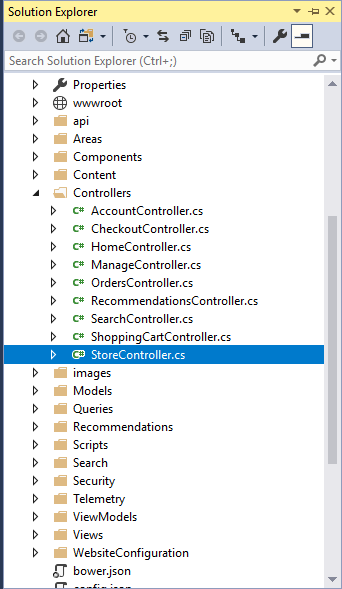 Solution Explorer
Search Solution Explorer (Ctrl+;)
Properties
wwwroot
api
Areas
Components
Content
Controllers
C# AccountController.cs
C# CheckoutController.cs
C# HomeController.cs
C# ManageController.cs
C# OrdersController.cs
C# RecommendationsController.cs
C# SearchController.cs
C# ShoppingCartController.cs
C# StoreController.cs
images
Models
Queries
Recommendations
Scripts
Search
Security
Telemetry
ViewModels
Views
WebsiteConfiguration
bower.json
config.json